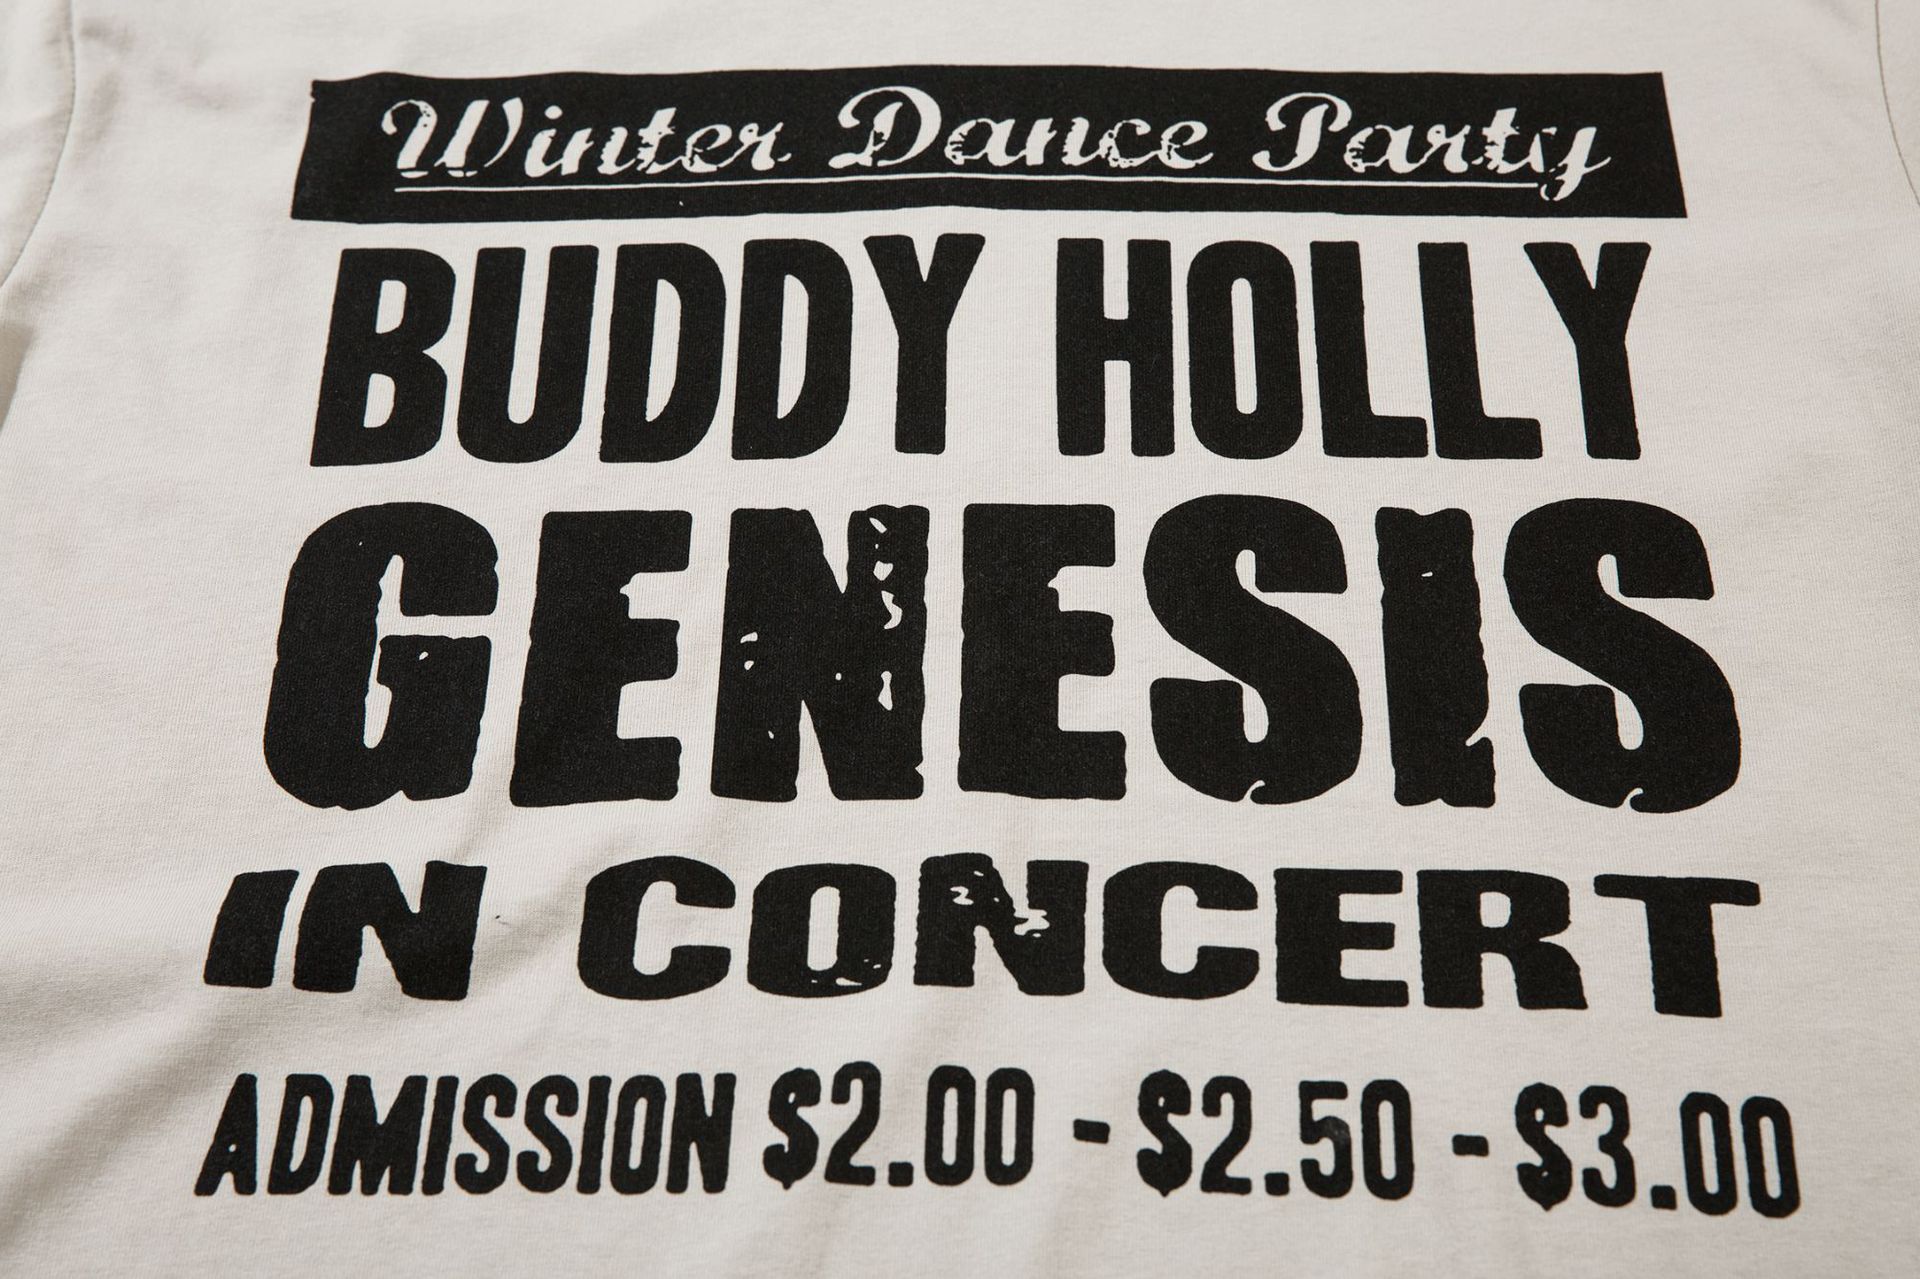 Winter Dance Party
BUDDY HOLLY
GENESIS
IN CONCERT
ADMISSION $2.00 - $2.50 - $3.00